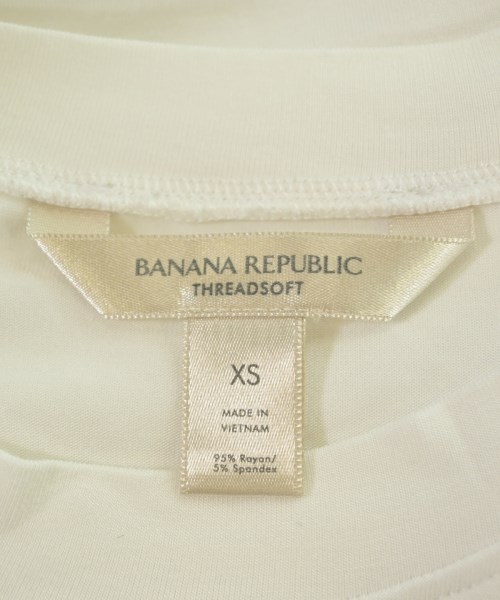 BANANA REPUBLIC
THREADSOFT
XS
MADE IN
VIETNAM
95% Rayon/
5% Spandex